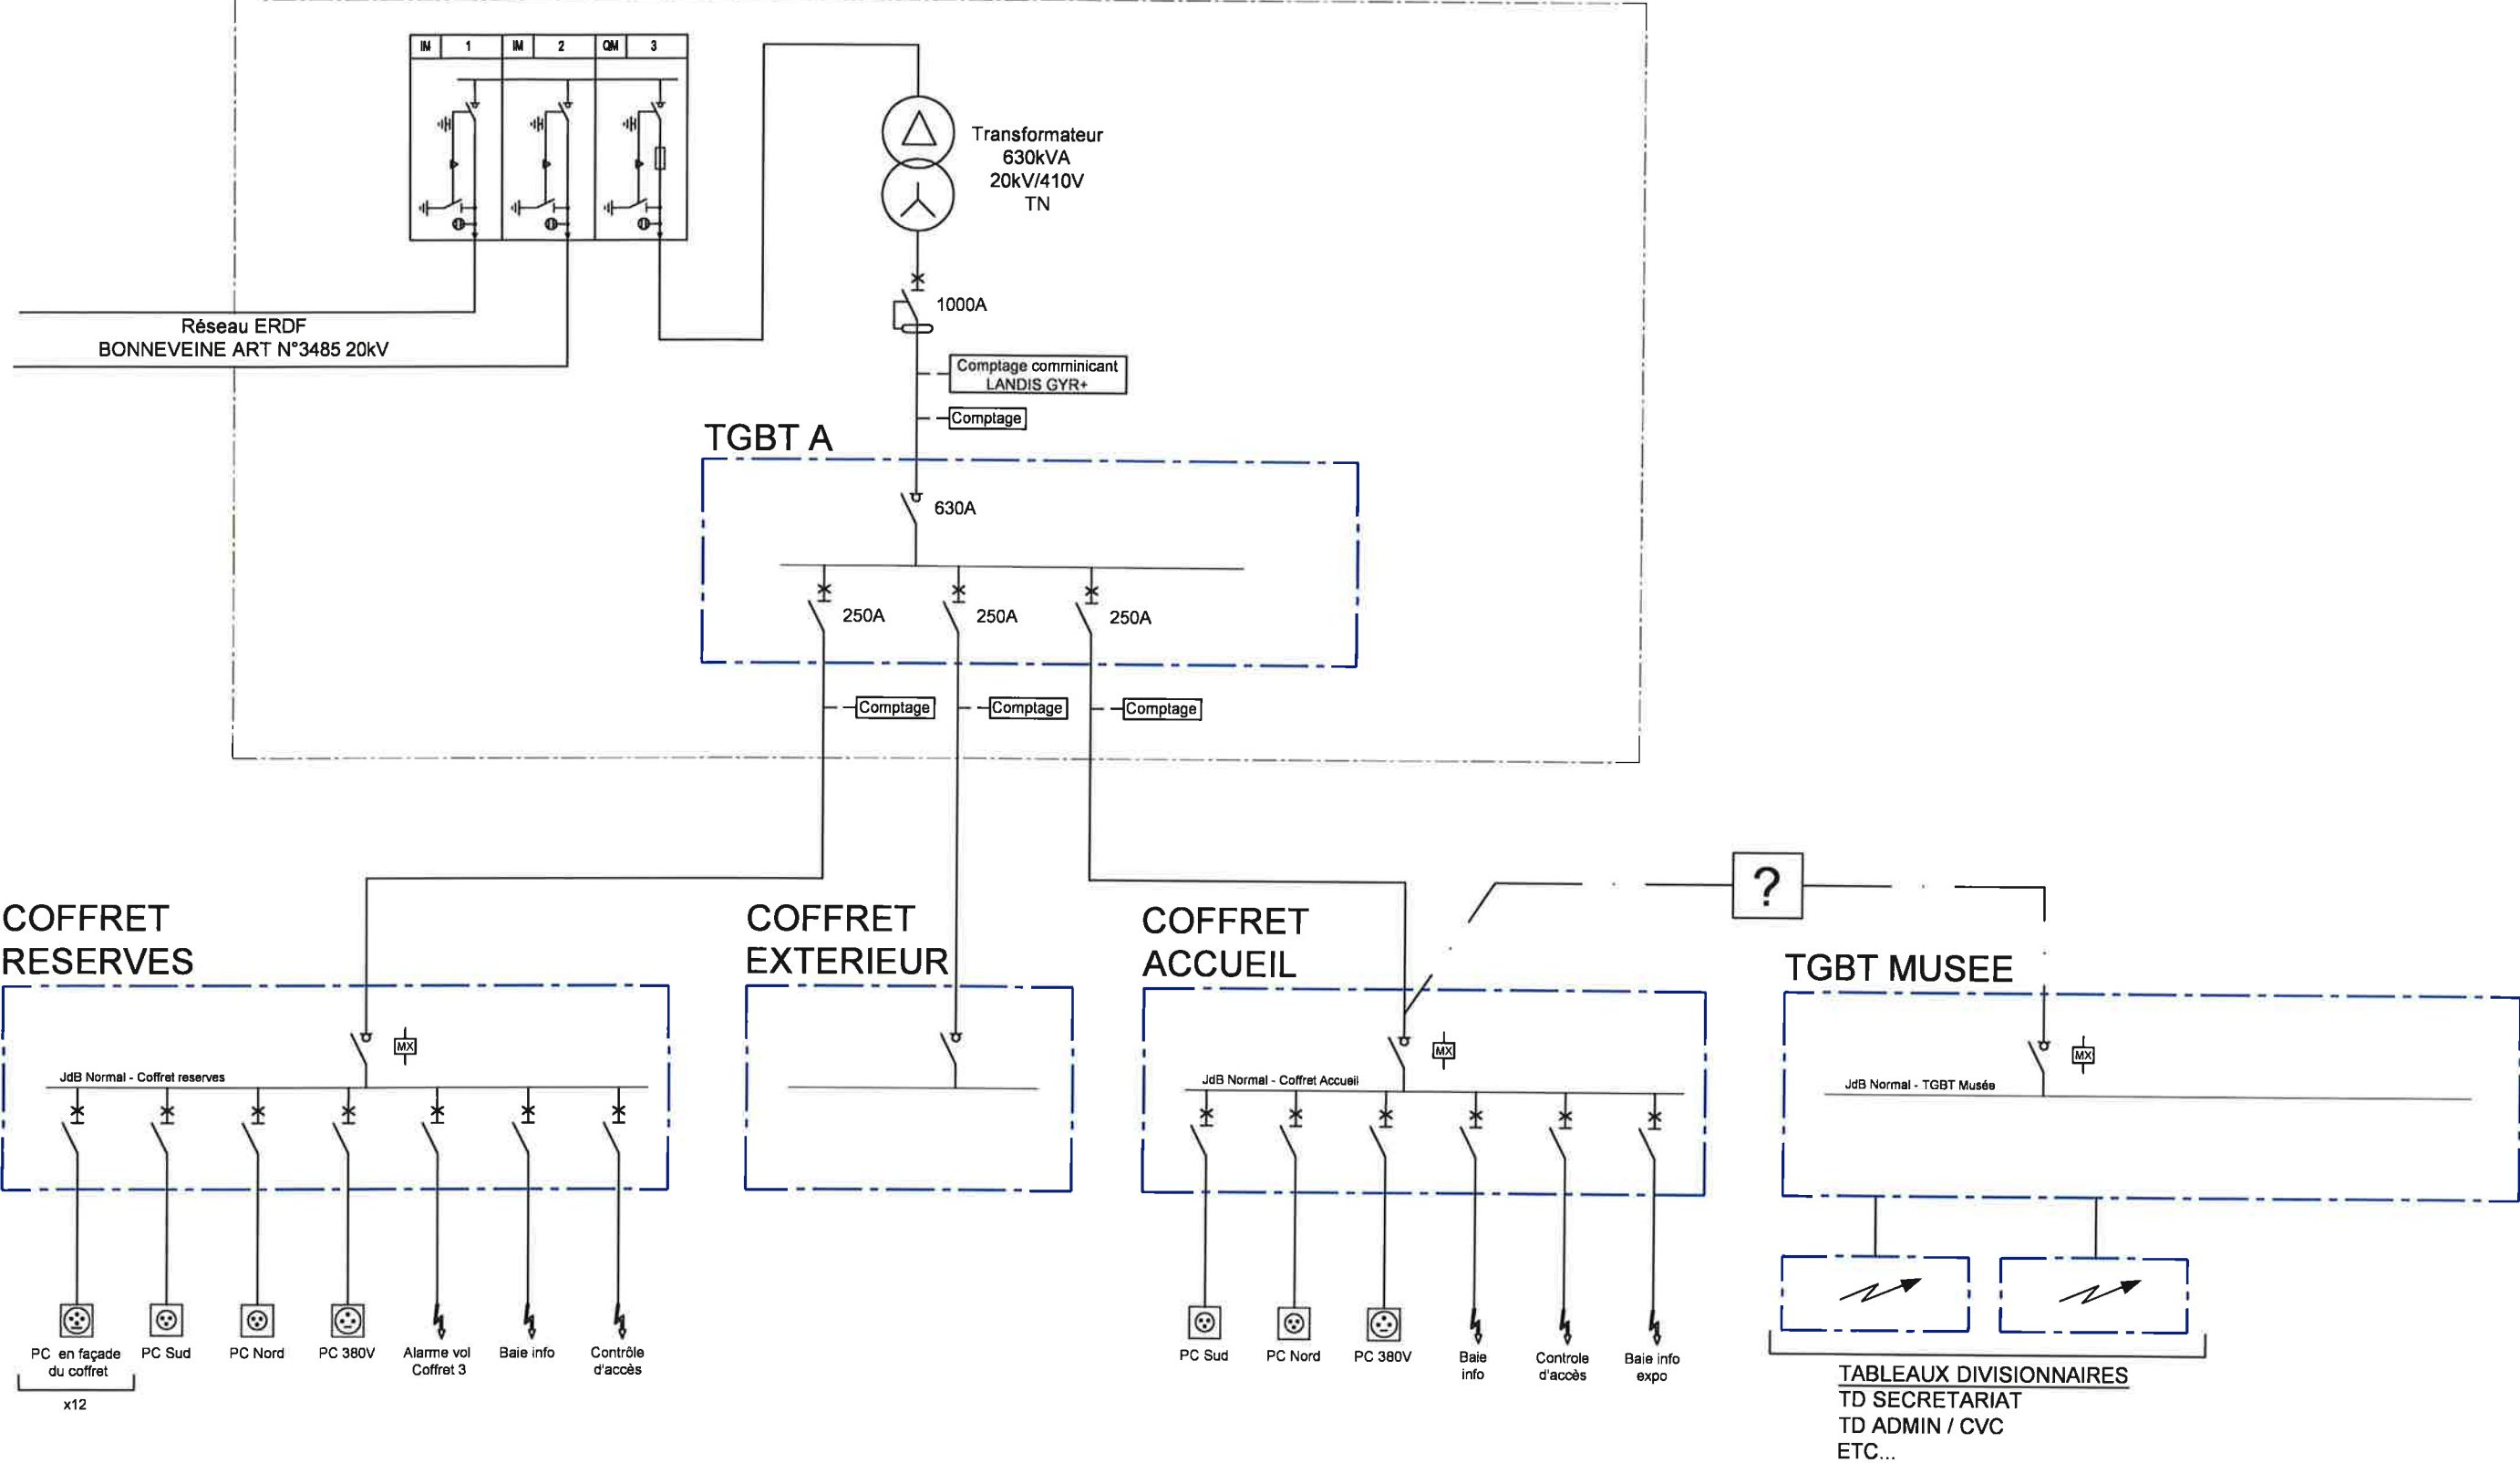 IM 1 IM 2 QM 3
Transformateur
630kVA
20kV/410V
TN
1000A
Réseau ERDF
BONNEVEINE ART N°3485 20kV
Comptage comminicant
LANDIS GYR+
Comptage
TGBT A
630A
250A 250A 250A
Comptage Comptage Comptage
?
COFFRET
RESERVES
COFFRET
EXTERIEUR
COFFRET
ACCUEIL
TGBT MUSEE
MX
JdB Normal - Coffret reserves
MX
JdB Normal - Coffret Accueil
MX
JdB Normal - TGBT Musée
PC en façade
du coffret
x12
PC Sud
PC Nord
PC 380V
Alarme vol
Coffret 3
Baie info
Contrôle
d'accès
PC Sud
PC Nord
PC 380V
Baie
info
Controle
d'accès
Baie info
expo
TABLEAUX DIVISIONNAIRES
TD SECRETARIAT
TD ADMIN / CVC
ETC...